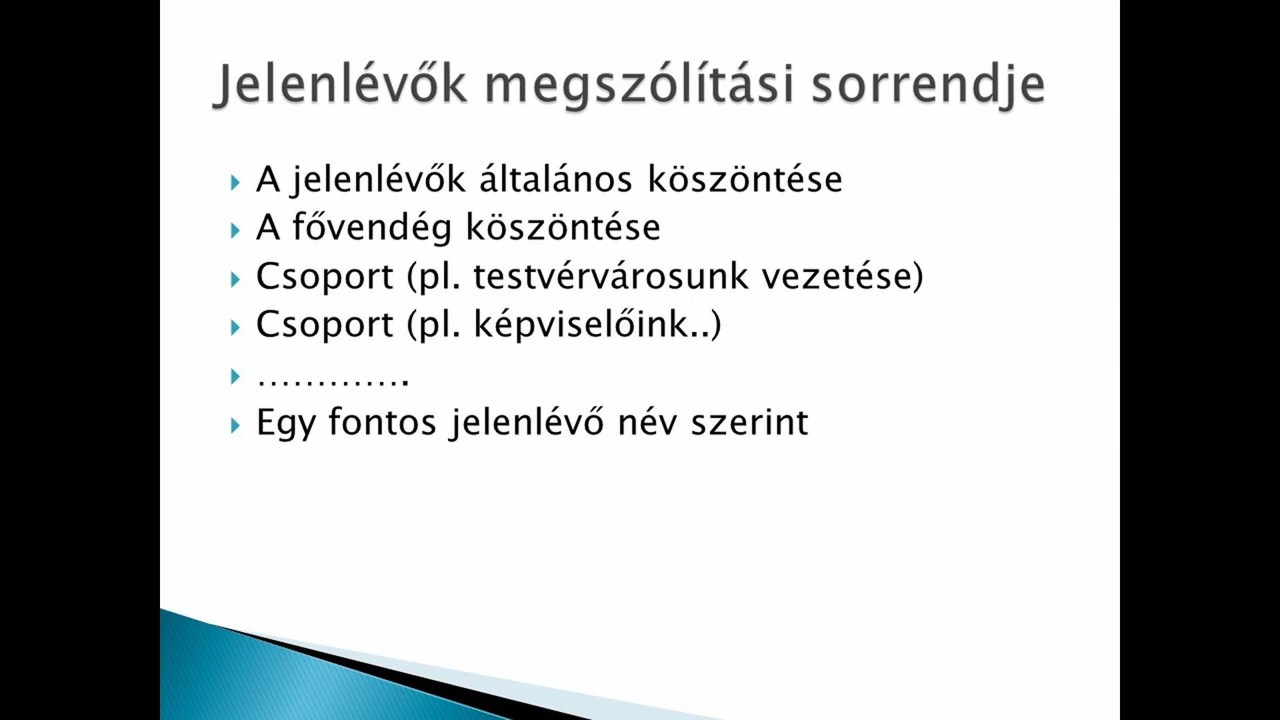 Jelenlévők megszólítási sorrendje
A jelenlévők általános köszöntése
A fővendég köszöntése
Csoport (pl. testvérvárosunk vezetése)
Csoport (pl. képviselőink..)
………….
Egy fontos jelenlévő név szerint